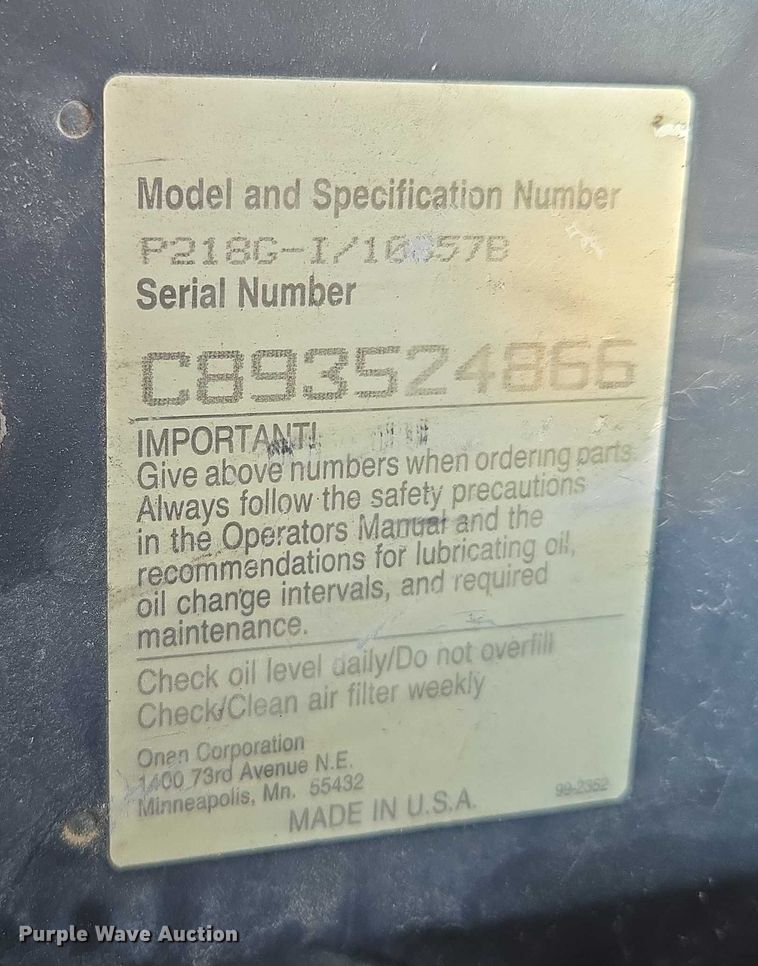 Model and Specification Number
Serial Number
C893524866
IMPORTANT!
Give above numbers when ordering parts.
Always follow the safety precautions
in the Operators Manual and the
recommendations for lubricating oil,
oil change intervals, and required
maintenance.
Check oil level daily/Do not overfill
Check/Clean air filter weekly
Onan Corporation
1400 73rd Avenue N.E.
Minneapolis, Mn. 55432
MADE IN U.S.A.
99-2352
Purple Wave Auction